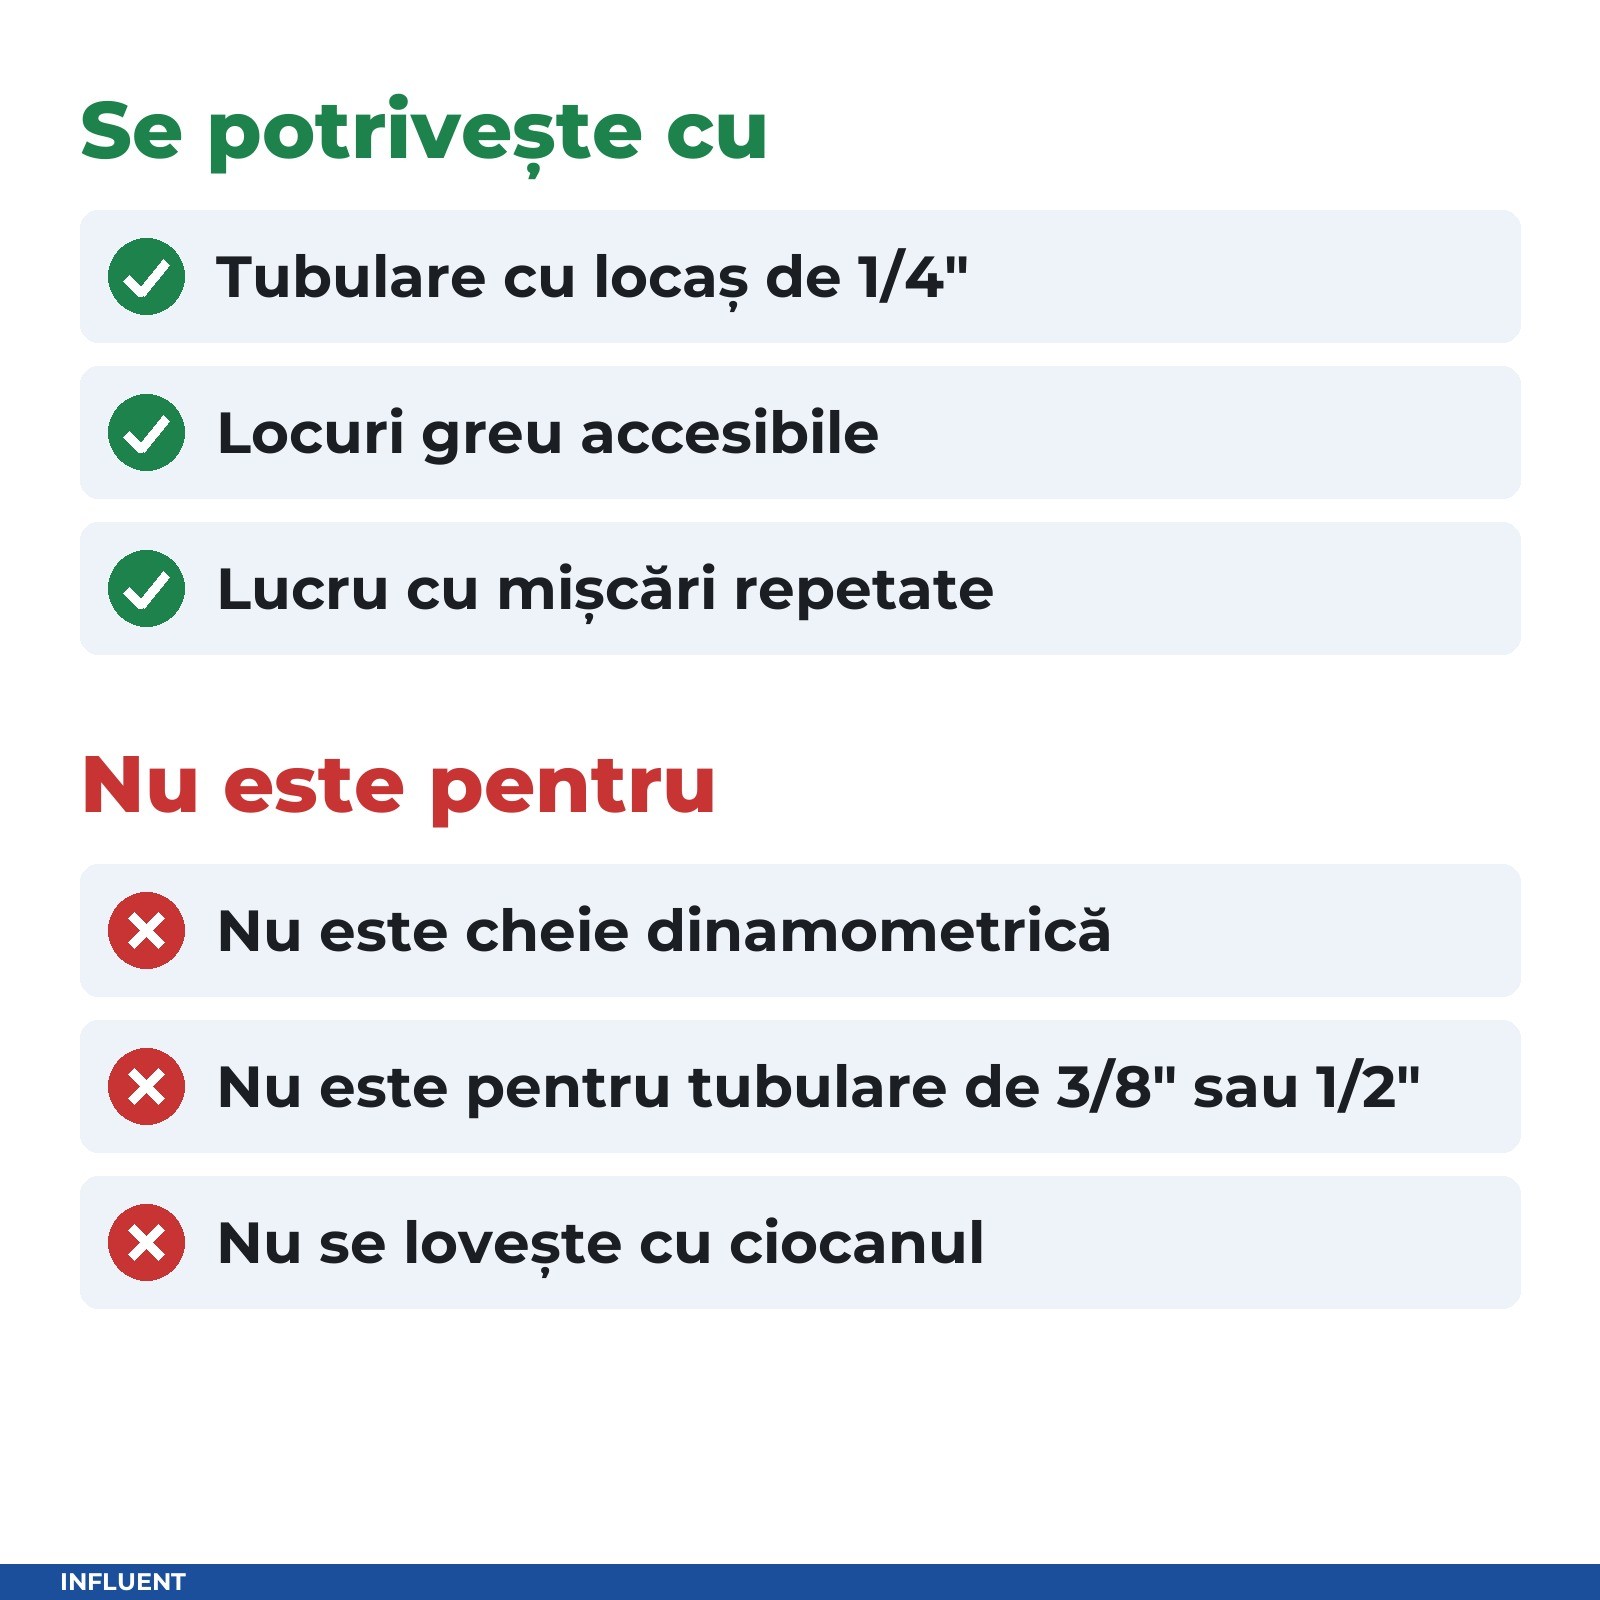 Se potrivește cu
Tubulare cu locaș de 1/4"
Locuri greu accesibile
Lucru cu mișcări repetate
Nu este pentru
Nu este cheie dinamometrică
Nu este pentru tubulare de 3/8" sau 1/2"
Nu se lovește cu ciocanul
INFLUENT